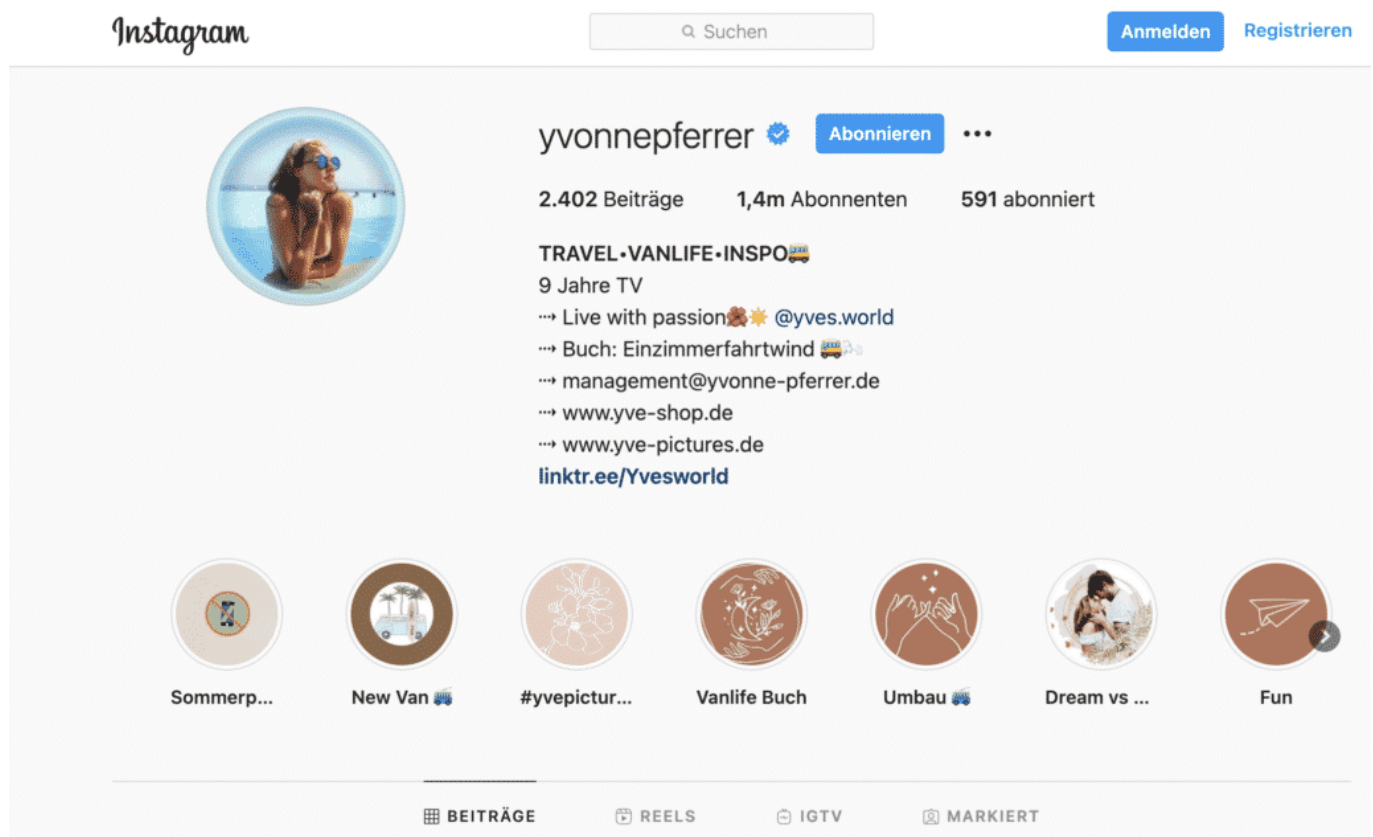 Instagram
Suchen
Anmelden Registrieren
yvonnepferrer Abonnieren •••
2.402 Beiträge 1,4m Abonnenten 591 abonniert
TRAVEL•VANLIFE•INSPO🚐
9 Jahre TV
⤑ Live with passion🌺☀️ @yves.world
⤑ Buch: Einzimmerfahrtwind 🚐🌬
⤑ management@yvonne-pferrer.de
⤑ www.yve-shop.de
⤑ www.yve-pictures.de
linktr.ee/Yvesworld
Sommerp... New Van 🚙 #yvepictur... Vanlife Buch Umbau 🚙 Dream vs ... Fun
BEITRÄGE REELS IGTV MARKIERT